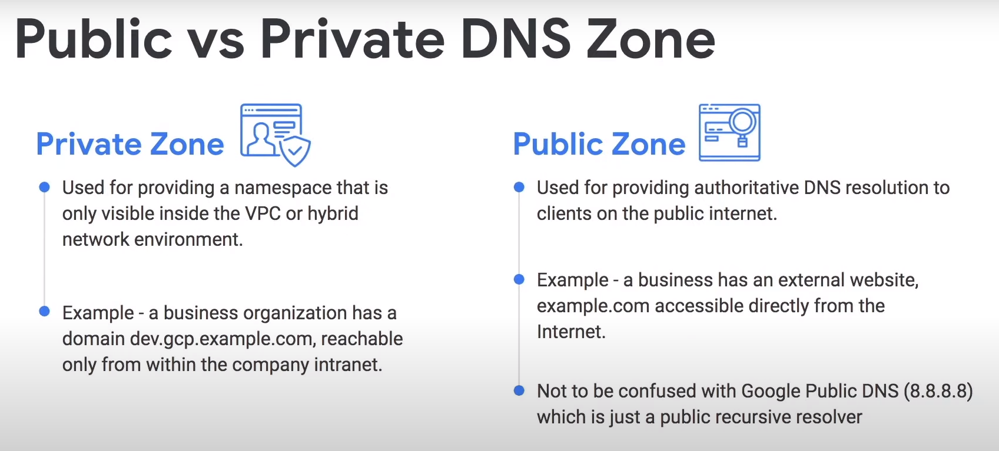 Public vs Private DNS Zone
Private Zone
Used for providing a namespace that is
only visible inside the VPC or hybrid
network environment.
Example - a business organization has a
domain dev.gcp.example.com, reachable
only from within the company intranet.
Public Zone
Used for providing authoritative DNS resolution to
clients on the public internet.
Example - a business has an external website,
example.com accessible directly from the
Internet.
Not to be confused with Google Public DNS (8.8.8.8)
which is just a public recursive resolver